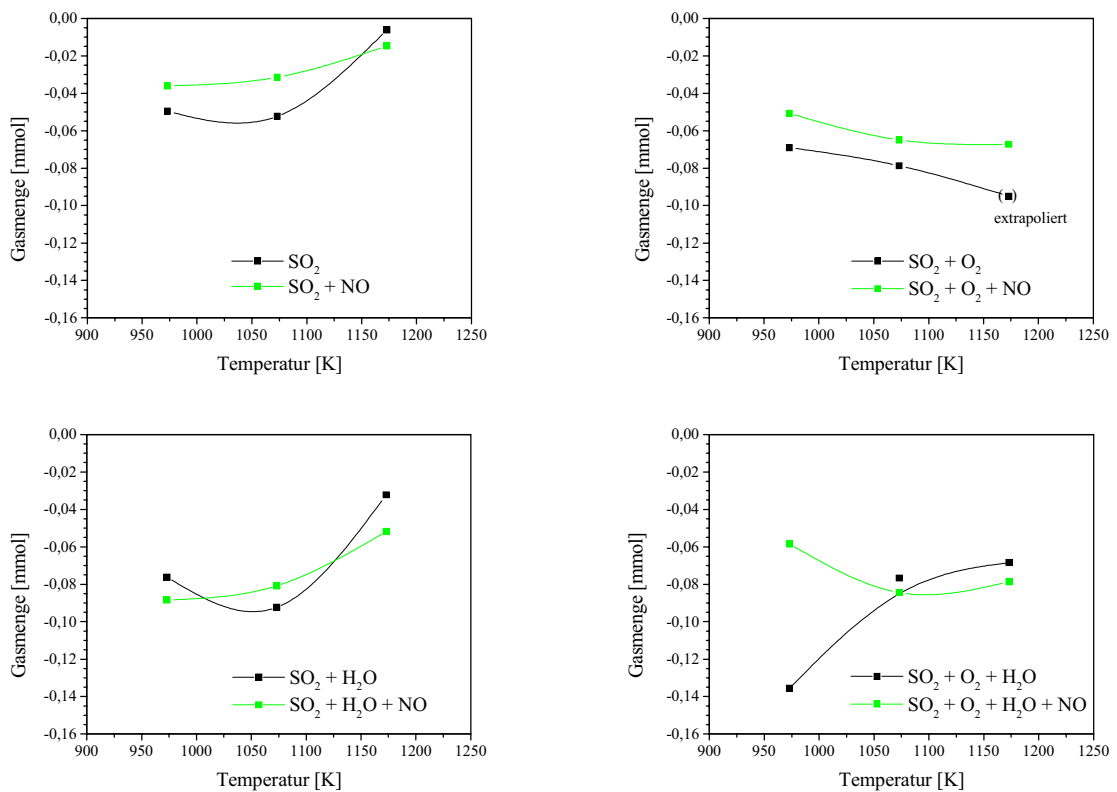 0,00
-0,02
-0,04
-0,06
-0,08
-0,10
-0,12
-0,14
-0,16
Gasmenge [mmol]
SO₂
SO₂ + NO
900 950 1000 1050 1100 1150 1200 1250
Temperatur [K]
0,00
-0,02
-0,04
-0,06
-0,08
-0,10
-0,12
-0,14
-0,16
Gasmenge [mmol]
( )
extrapoliert
SO₂ + O₂
SO₂ + O₂ + NO
900 950 1000 1050 1100 1150 1200 1250
Temperatur [K]
0,00
-0,02
-0,04
-0,06
-0,08
-0,10
-0,12
-0,14
-0,16
Gasmenge [mmol]
SO₂ + H₂O
SO₂ + H₂O + NO
900 950 1000 1050 1100 1150 1200 1250
Temperatur [K]
0,00
-0,02
-0,04
-0,06
-0,08
-0,10
-0,12
-0,14
-0,16
Gasmenge [mmol]
SO₂ + O₂ + H₂O
SO₂ + O₂ + H₂O + NO
900 950 1000 1050 1100 1150 1200 1250
Temperatur [K]